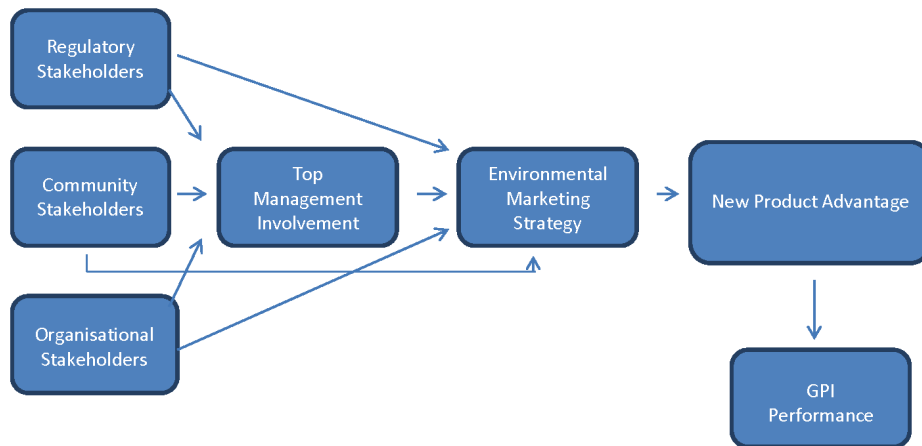 Regulatory
Stakeholders
Community
Stakeholders
Top
Management
Involvement
Environmental
Marketing
Strategy
New Product Advantage
Organisational
Stakeholders
GPI
Performance